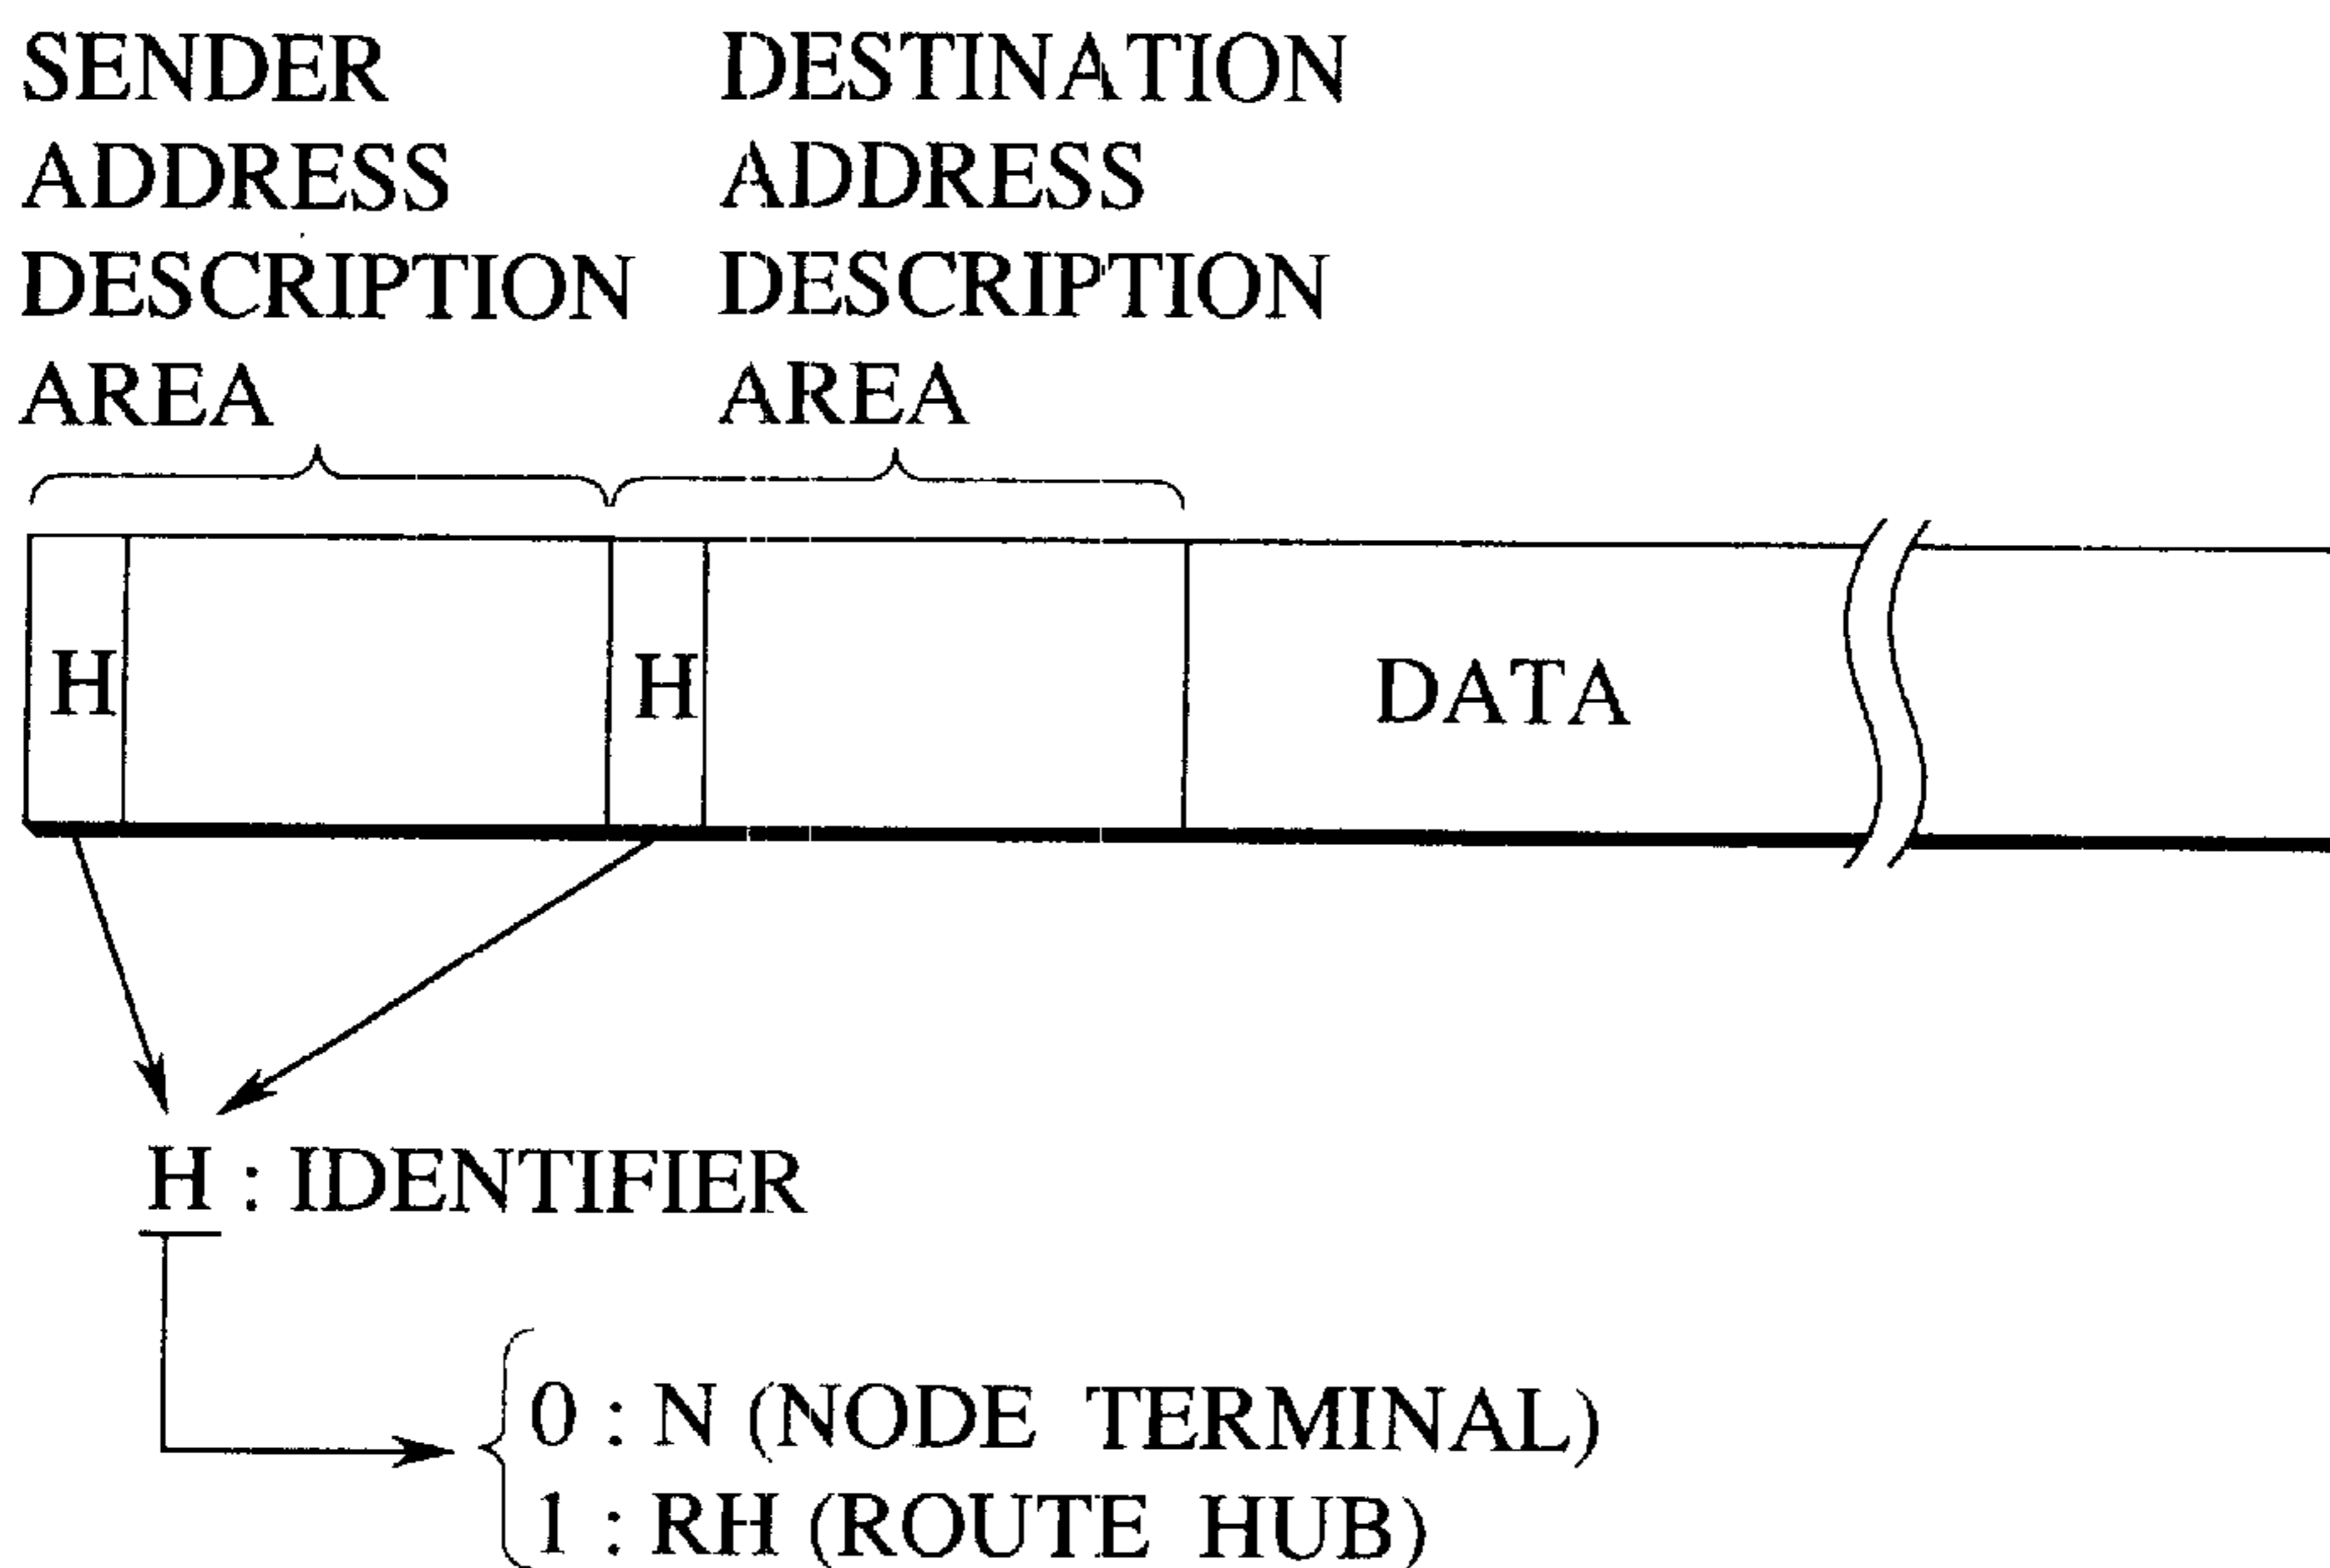 SENDER
ADDRESS
DESCRIPTION
AREA
DESTINATION
ADDRESS
DESCRIPTION
AREA
H H DATA
H : IDENTIFIER
0 : N (NODE TERMINAL)
1 : RH (ROUTE HUB)